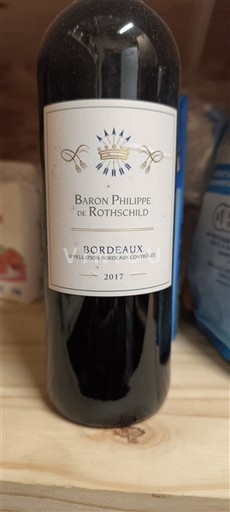 BARON PHILIPPE
DE ROTHSCHILD
BORDEAUX
APPELLATION BORDEAUX CONTRÔLÉE
2017